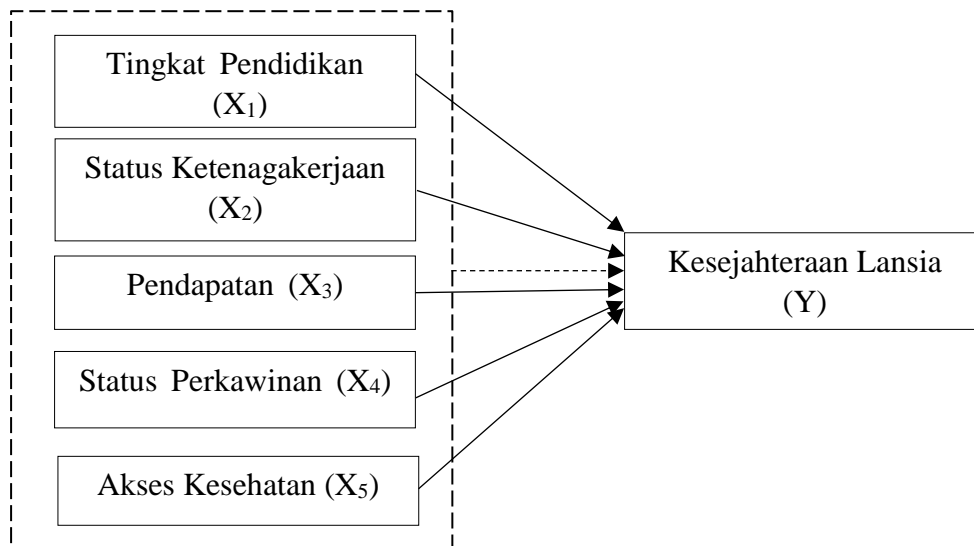 Tingkat Pendidikan
(X₁)
Status Ketenagakerjaan
(X₂)
Pendapatan (X₃)
Status Perkawinan (X₄)
Akses Kesehatan (X₅)
Kesejahteraan Lansia
(Y)